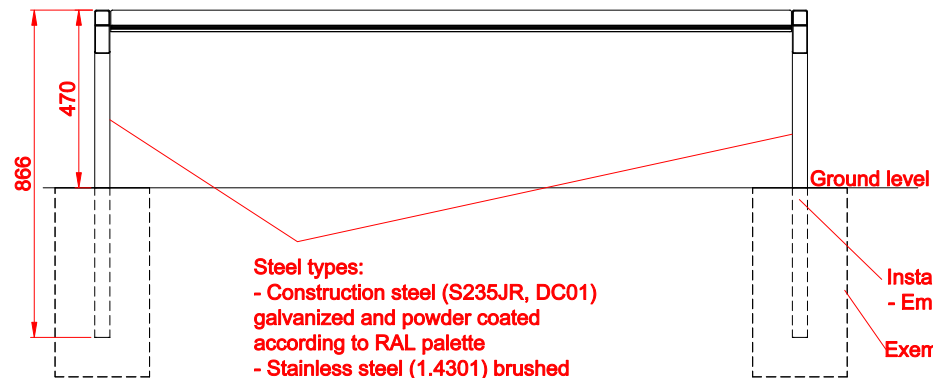 866
470
Ground level
Steel types:
- Construction steel (S235JR, DC01)
galvanized and powder coated
according to RAL palette
- Stainless steel (1.4301) brushed